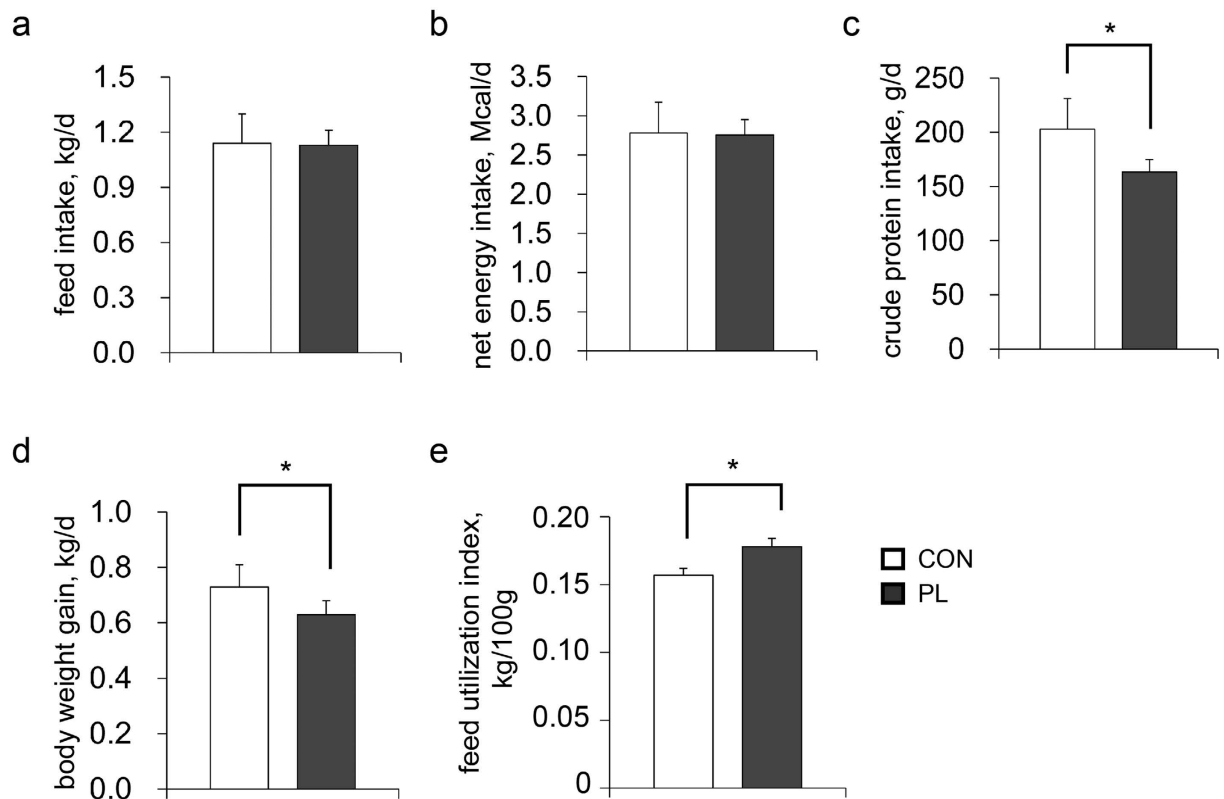 a
feed intake, kg/d
1.5
1.2
0.9
0.6
0.3
0.0
b
net energy intake, Mcal/d
3.5
3.0
2.5
2.0
1.5
1.0
0.5
0.0
c
crude protein intake, g/d
*
250
200
150
100
50
0
d
body weight gain, kg/d
*
1.0
0.8
0.6
0.4
0.2
0.0
e
feed utilization index,
kg/100g
*
0.20
0.15
0.10
0.05
0
CON
PL